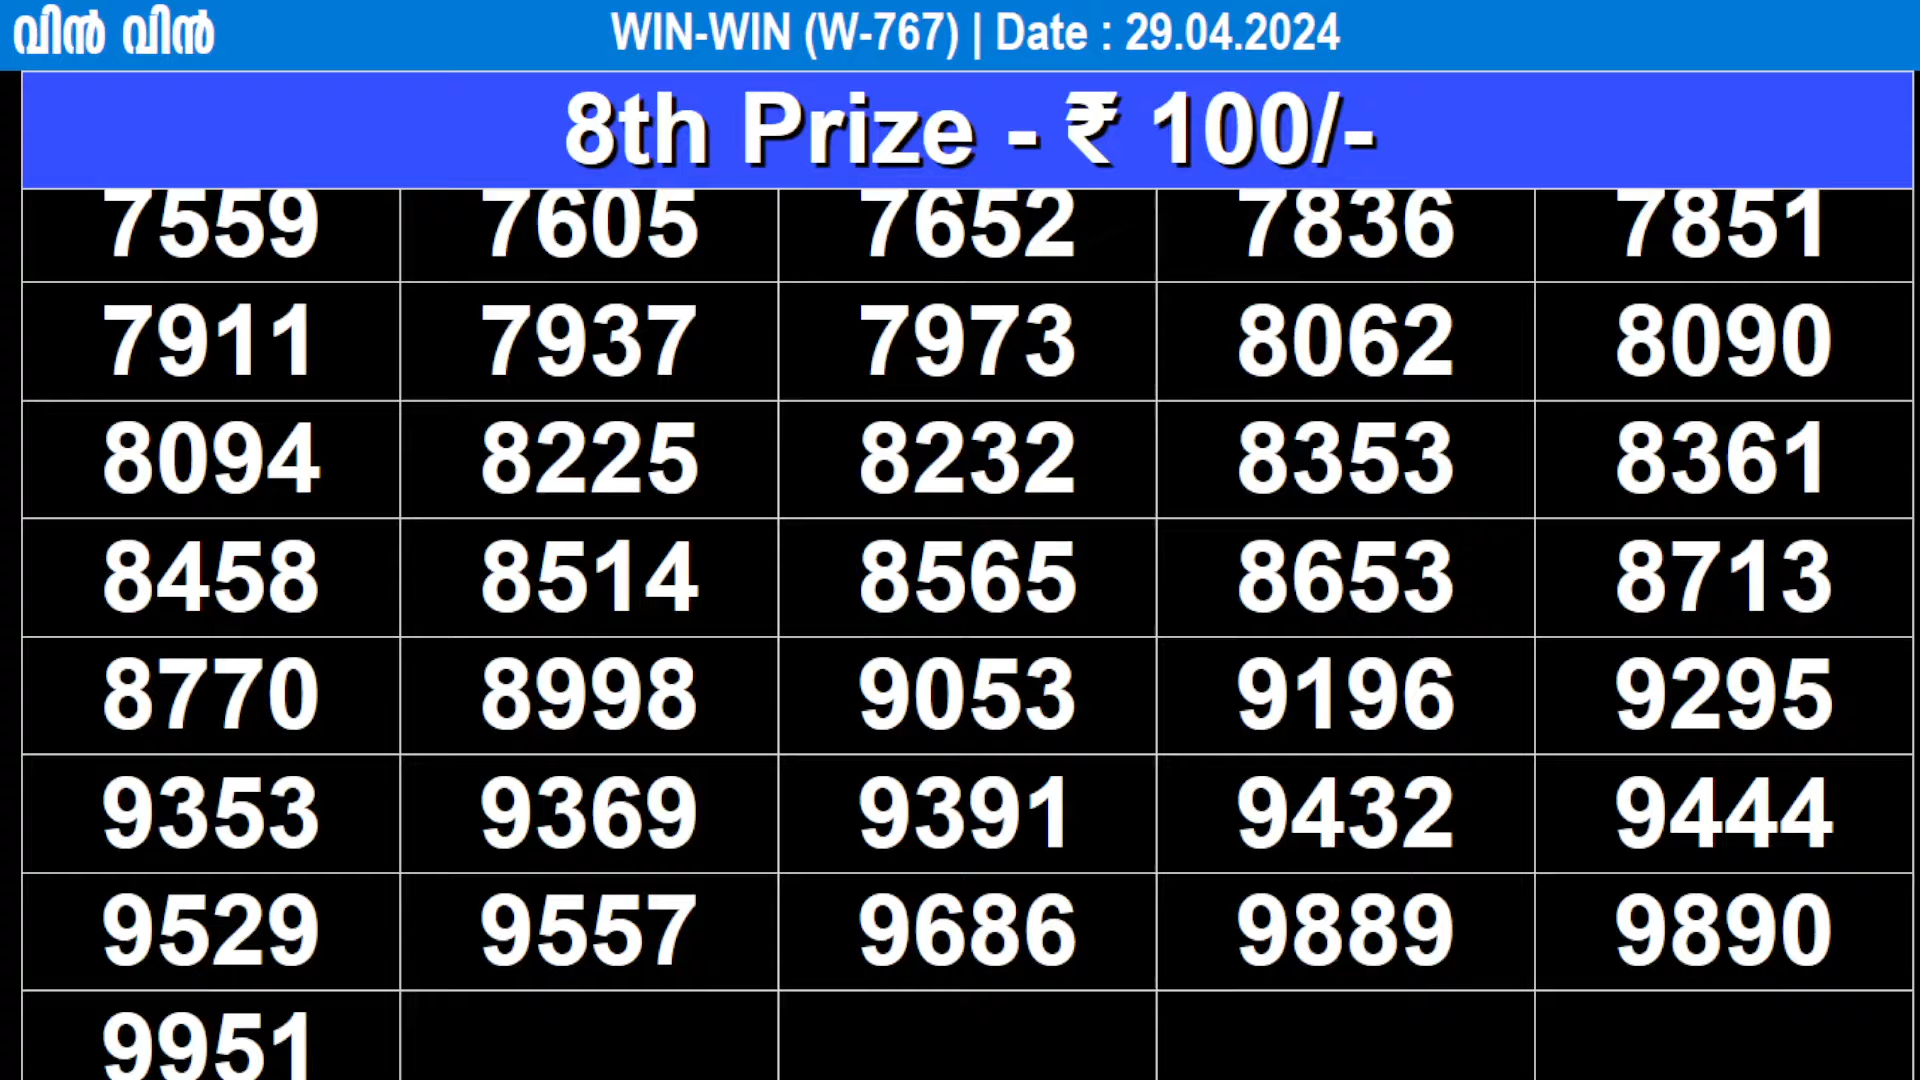 വിൻ വിൻ WIN-WIN (W-767) | Date : 29.04.2024
8th Prize - ₹ 100/-
7559 7605 7652 7836 7851
7911 7937 7973 8062 8090
8094 8225 8232 8353 8361
8458 8514 8565 8653 8713
8770 8998 9053 9196 9295
9353 9369 9391 9432 9444
9529 9557 9686 9889 9890
9951